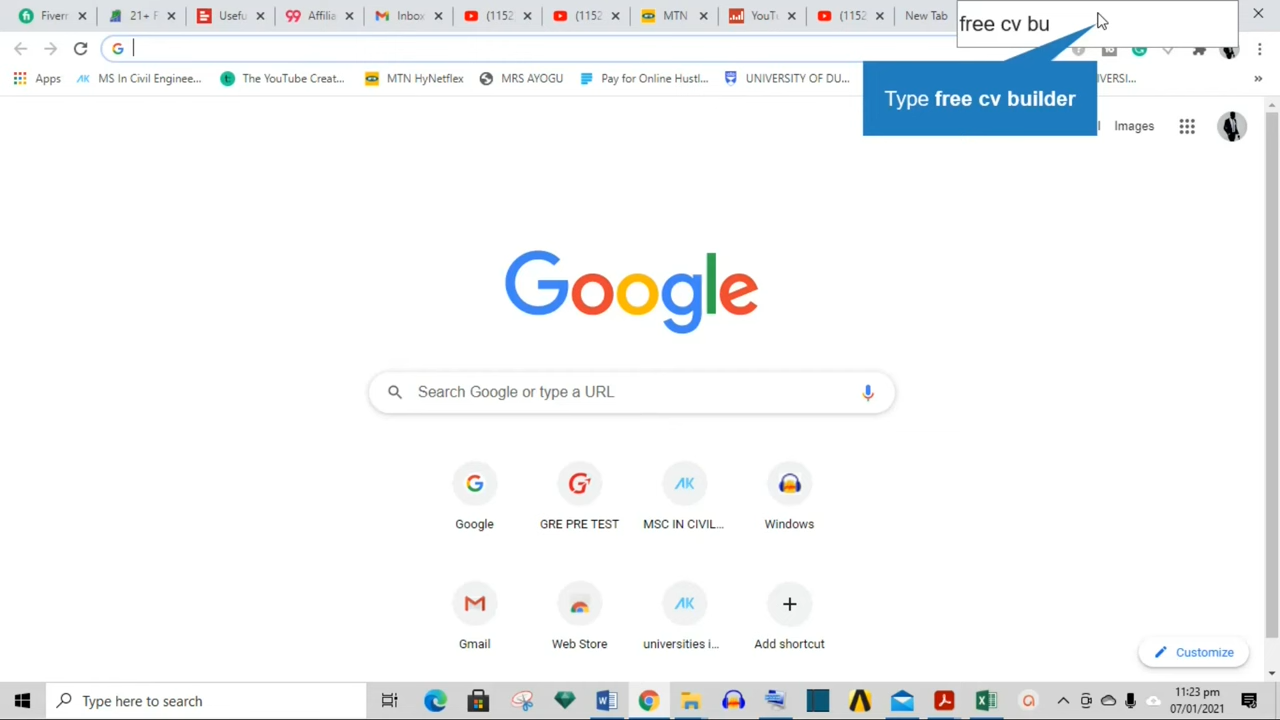 Fiverr
21+ F
Usefu
Affilia
Inbox
(1152
(1152
MTN
YouTu
(1152
New Tab
free cv bu
Apps
MS In Civil Enginee...
The YouTube Creat...
MTN HyNetflex
MRS AYOGU
Pay for Online Hustl...
UNIVERSITY OF DU...
VERSI...
Type free cv builder
Images
Google
Search Google or type a URL
Google
GRE PRE TEST
MSC IN CIVIL...
Windows
Gmail
Web Store
universities i...
Add shortcut
Customize
Type here to search
11:23 pm
07/01/2021